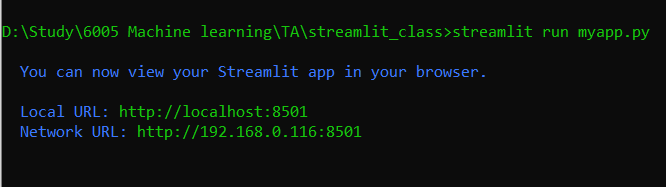 D:\Study\6005 Machine learning\TA\streamlit_class>streamlit run myapp.py
You can now view your Streamlit app in your browser.
Local URL: http://localhost:8501
Network URL: http://192.168.0.116:8501